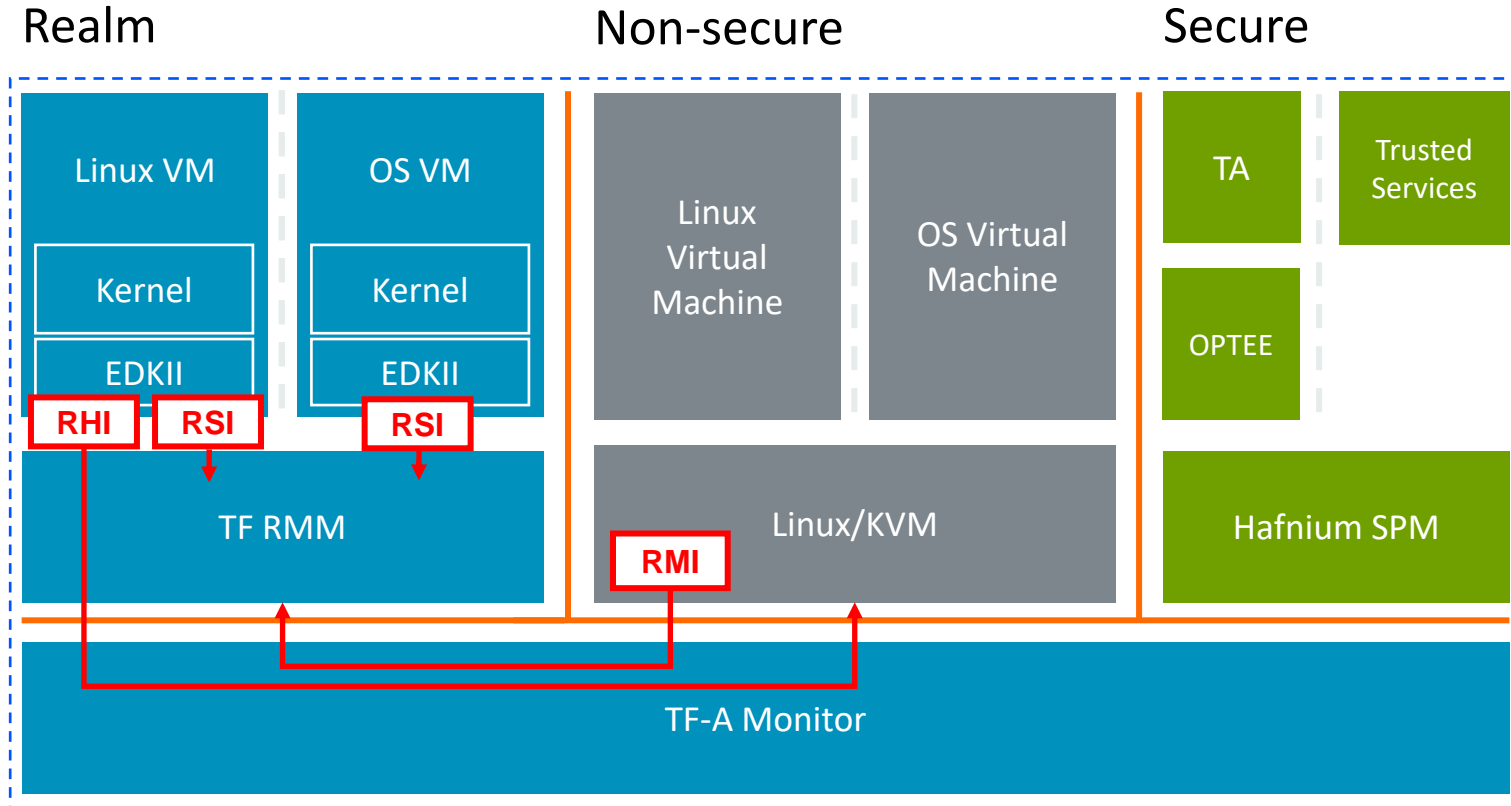 Realm
Non-secure
Secure
Linux VM
Kernel
EDKII
RHI
RSI
OS VM
Kernel
EDKII
RSI
TF RMM
Linux
Virtual
Machine
OS Virtual
Machine
Linux/KVM
RMI
TA
Trusted
Services
OPTEE
Hafnium SPM
TF-A Monitor